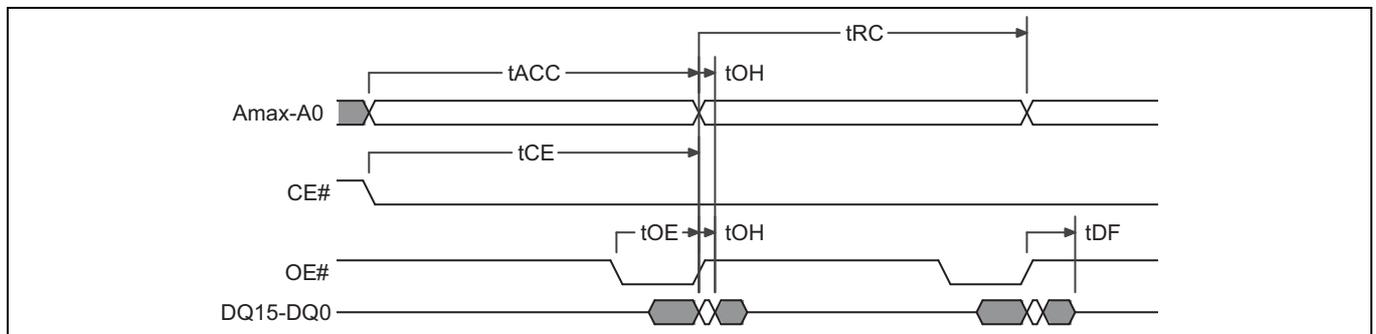 tRC
tACC tOH
Amax-A0
tCE
CE#
tOE tOH tDF
OE#
DQ15-DQ0